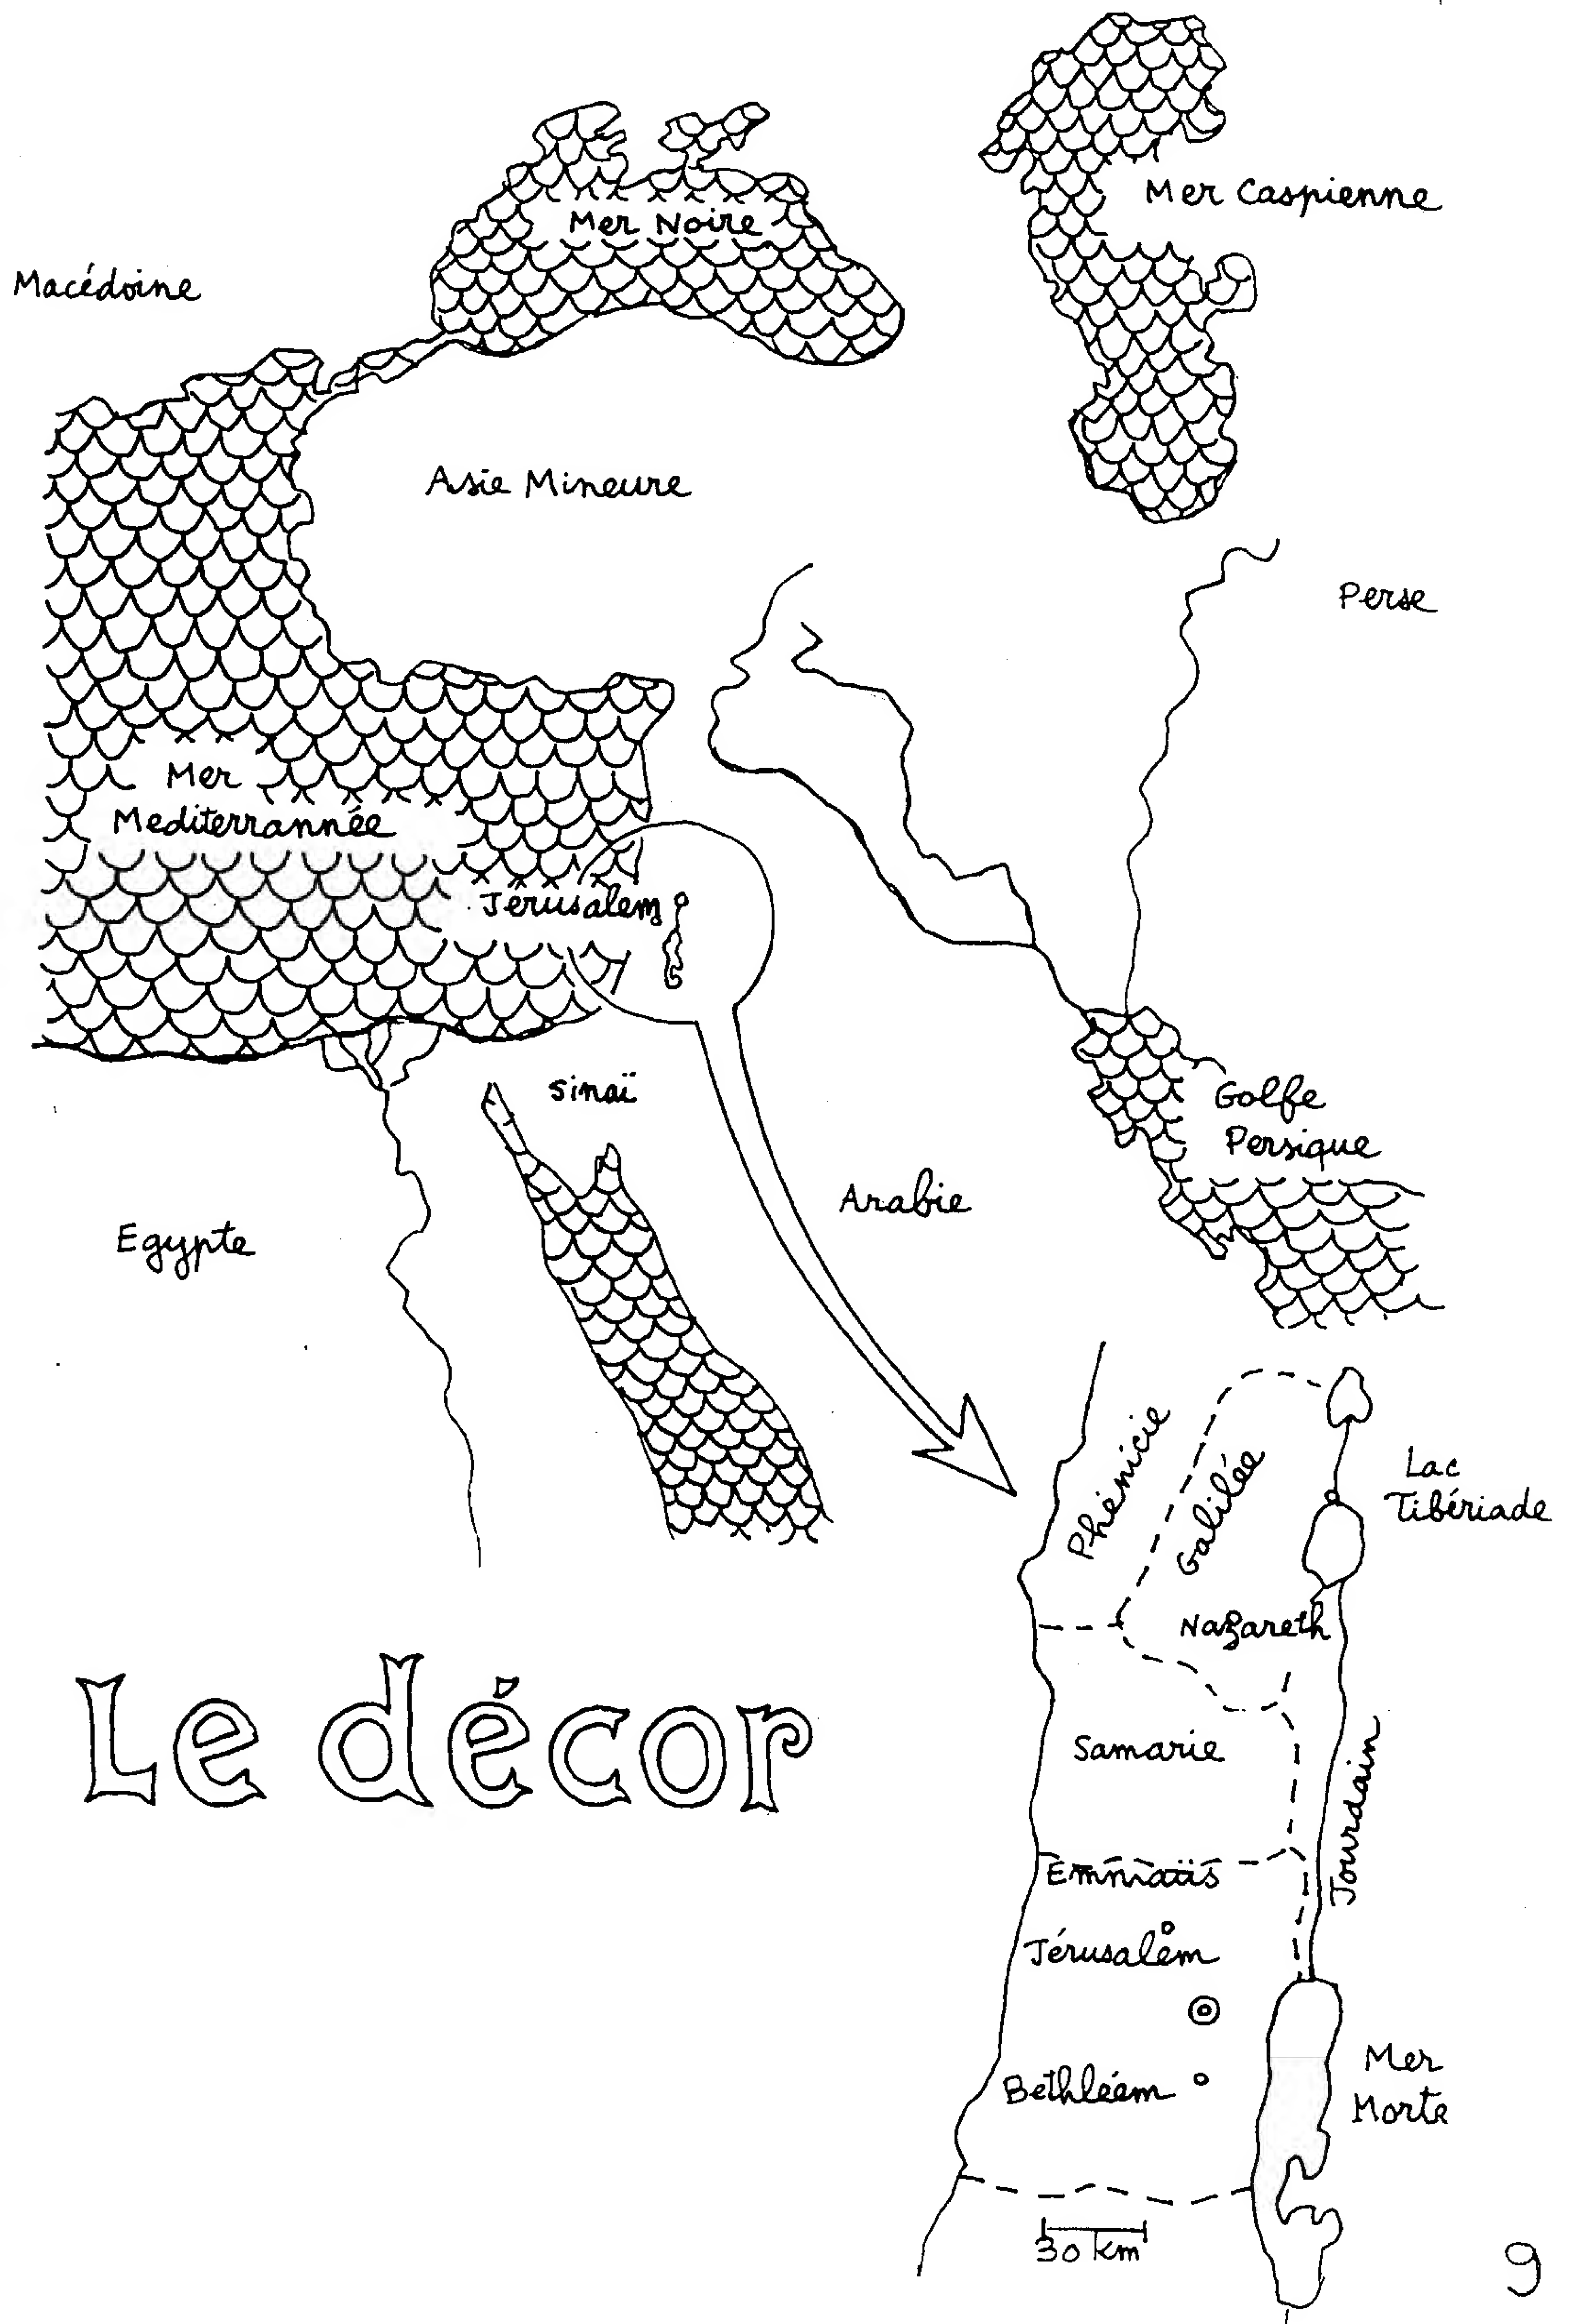 Mer Caspienne
Mer Noire
Macédoine
Asie Mineure
Perse
Mer
Mediterrannée
Jérusalem
Sinaï
Golfe
Persique
Arabie
Egypte
Phénicie
Galilée
Lac
Tibériade
Nazareth
Le décor
Samarie
Jourdain
Emmaüs
Jérusalem
Mer
Morte
Bethléem
30 km
9